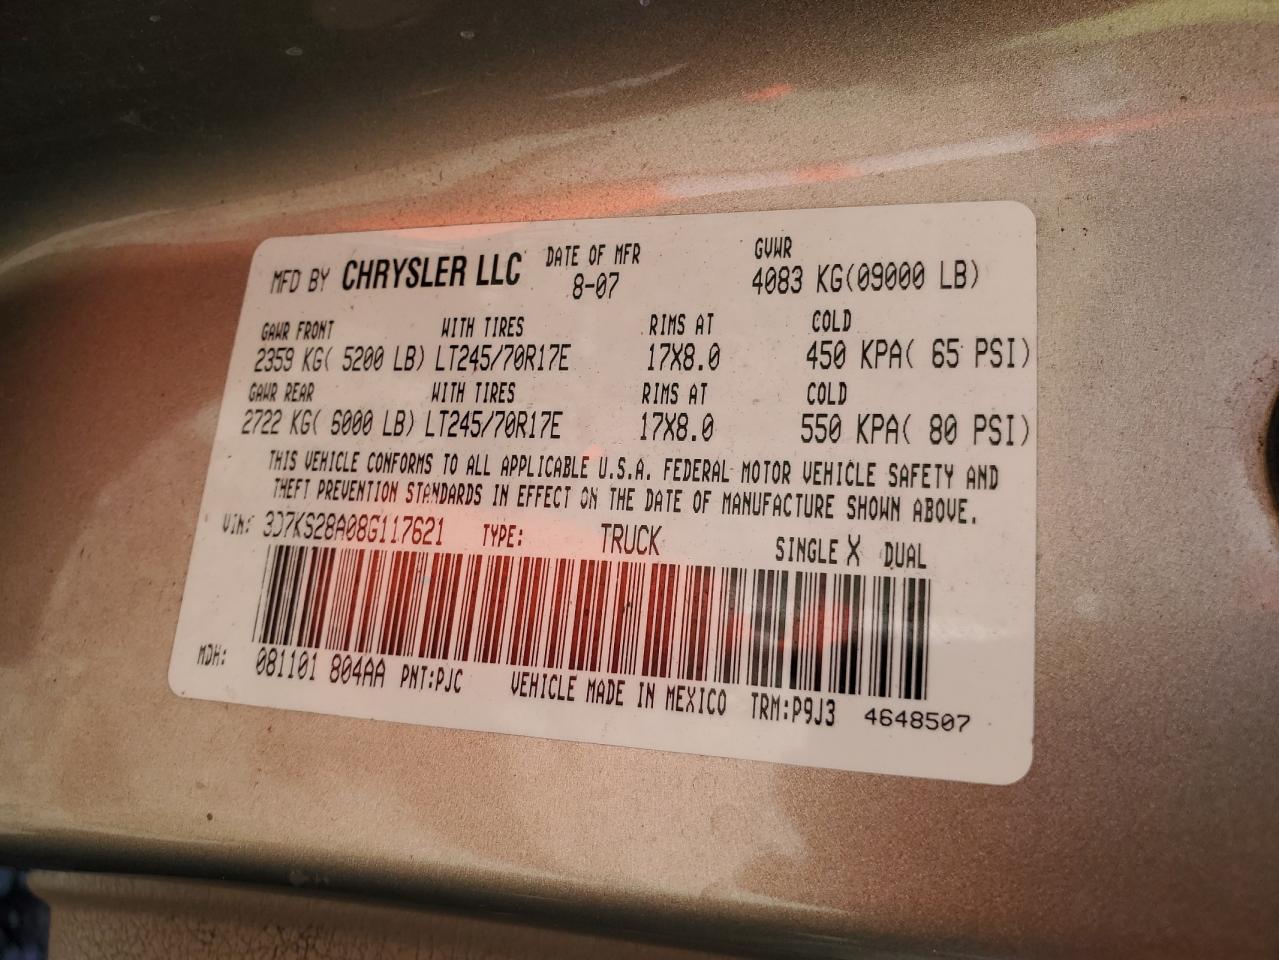 MFD BY CHRYSLER LLC DATE OF MFR 8-07 GVWR 4083 KG(09000 LB)
GAWR FRONT WITH TIRES RIMS AT COLD
2359 KG( 5200 LB) LT245/70R17E 17X8.0 450 KPA( 65 PSI)
GAWR REAR WITH TIRES RIMS AT COLD
2722 KG( 6000 LB) LT245/70R17E 17X8.0 550 KPA( 80 PSI)
THIS VEHICLE CONFORMS TO ALL APPLICABLE U.S.A. FEDERAL MOTOR VEHICLE SAFETY AND
THEFT PREVENTION STANDARDS IN EFFECT ON THE DATE OF MANUFACTURE SHOWN ABOVE.
VIN: 3D7KS28A08G117621 TYPE: TRUCK SINGLE X DUAL
MDH: 081101 804AA PNT:PJC VEHICLE MADE IN MEXICO TRM:P9J3 4648507